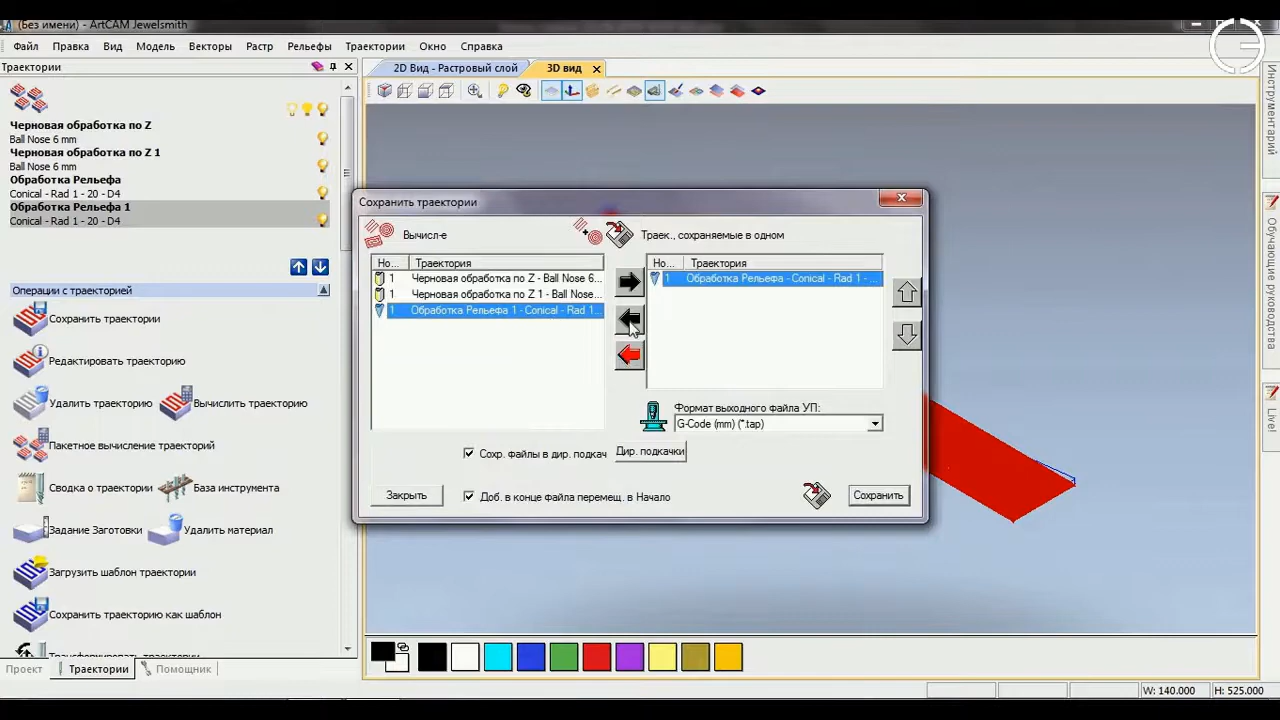 (Без имени) - ArtCAM Jewelsmith
Файл Правка Вид Модель Векторы Растр Рельефы Траектории Окно Справка
Траектории
2D Вид - Растровый слой
3D вид
Черновая обработка по Z
Ball Nose 6 mm
Черновая обработка по Z 1
Ball Nose 6 mm
Обработка Рельефа
Conical - Rad 1 - 20 - D4
Обработка Рельефа 1
Conical - Rad 1 - 20 - D4
Операции с траекторией
Сохранить траектории
Редактировать траекторию
Удалить траекторию
Вычислить траекторию
Пакетное вычисление траекторий
Сводка о траектории
База инструмента
Задание Заготовки
Удалить материал
Загрузить шаблон траектории
Сохранить траекторию как шаблон
Проект
Траектории
Помощник
Сохранить траектории
Вычисл-е
Траек., сохраняемые в одном
Но... Траектория
1 Черновая обработка по Z - Ball Nose 6...
1 Черновая обработка по Z 1 - Ball Nose...
1 Обработка Рельефа 1 - Conical - Rad 1...
Но... Траектория
1 Обработка Рельефа - Conical - Rad 1 - ...
Формат выходного файла УП:
G-Code (mm) (*.tap)
Сохр. файлы в дир. подкач
Дир. подкачки
Закрыть
Доб. в конце файла перемещ. в Начало
Сохранить
Инструментарий
Обучающие руководства
Live!
W: 140.000
H: 525.000